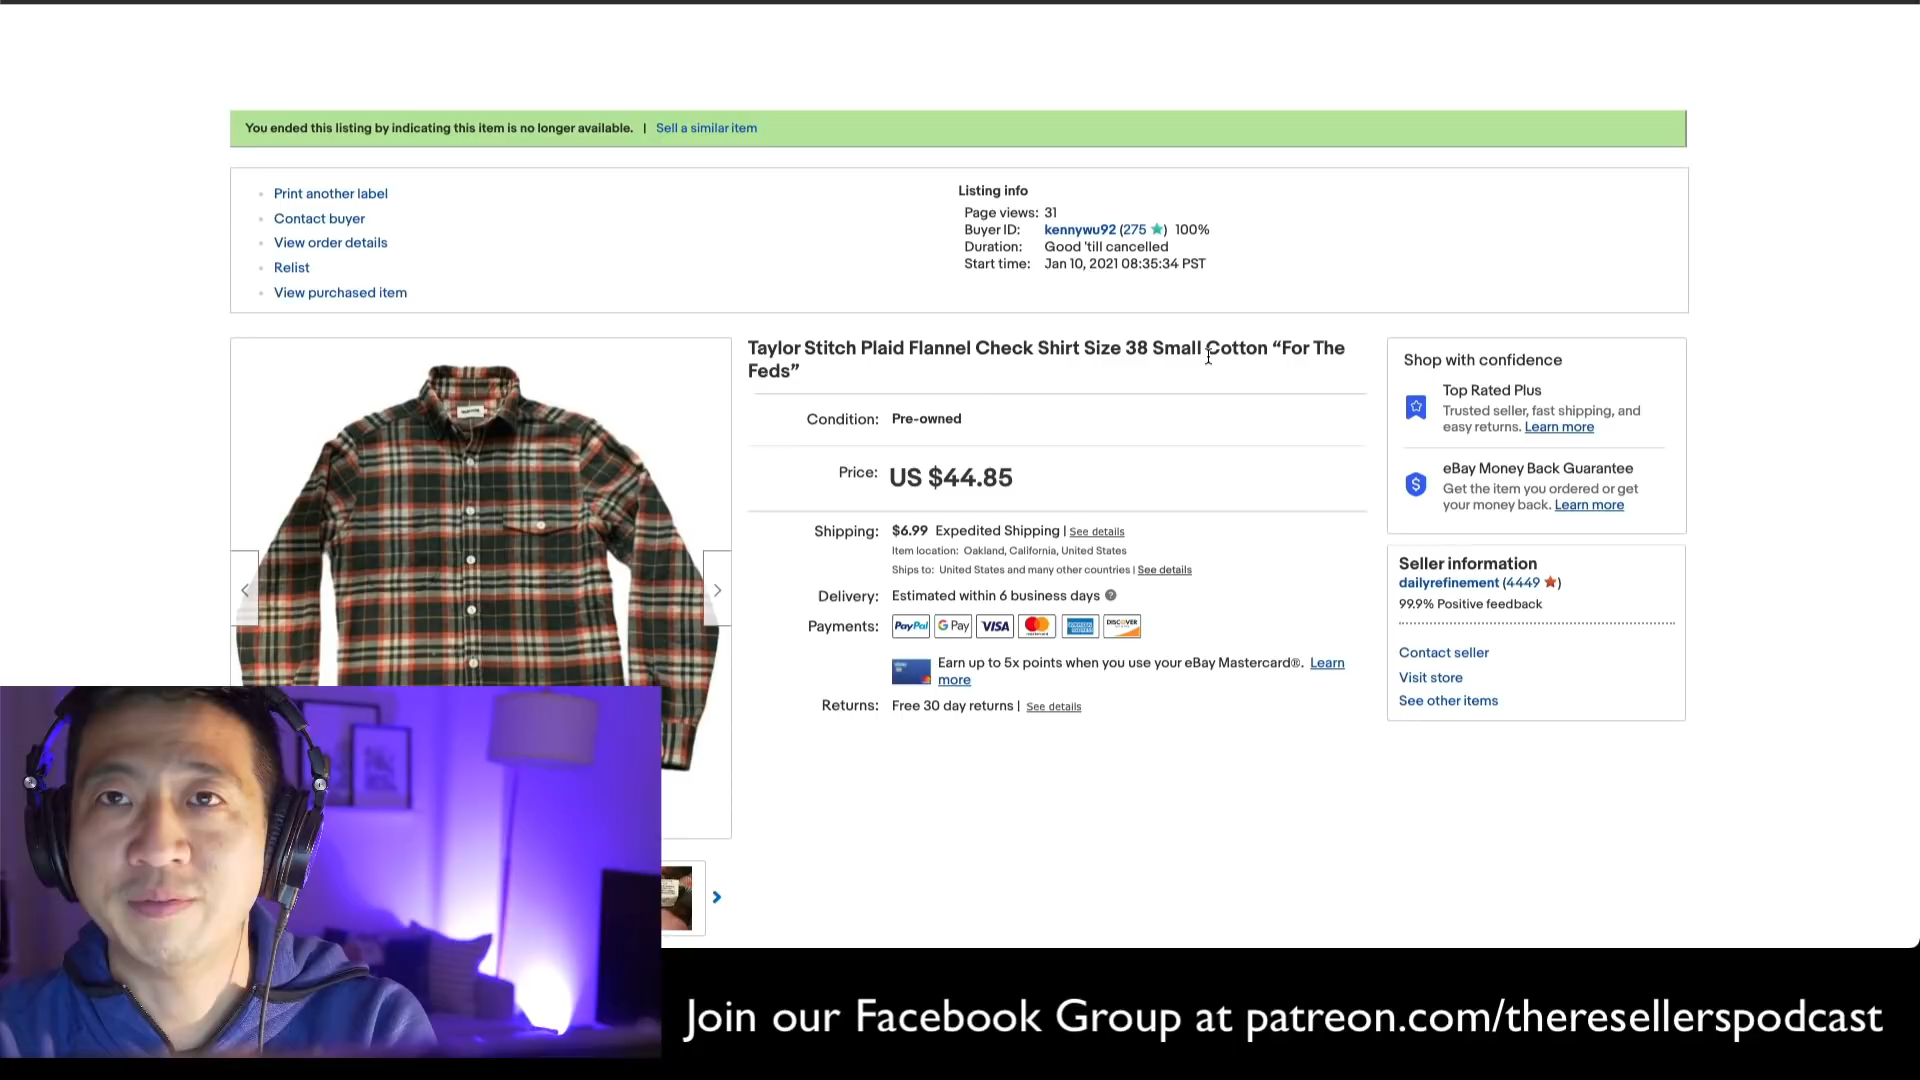 You ended this listing by indicating this item is no longer available. | Sell a similar item
Print another label
Contact buyer
View order details
Relist
View purchased item
Listing info
Page views: 31
Buyer ID: kennywu92 (275 ★) 100%
Duration: Good 'till cancelled
Start time: Jan 10, 2021 08:35:34 PST
Taylor Stitch Plaid Flannel Check Shirt Size 38 Small Cotton “For The
Feds”
Condition: Pre-owned
Price: US $44.85
Shipping: $6.99 Expedited Shipping | See details
Item location: Oakland, California, United States
Ships to: United States and many other countries | See details
Delivery: Estimated within 6 business days
Payments: PayPal G Pay VISA mastercard AMERICAN EXPRESS DISCOVER
Earn up to 5x points when you use your eBay Mastercard®. Learn
more
Returns: Free 30 day returns | See details
Shop with confidence
Top Rated Plus
Trusted seller, fast shipping, and
easy returns. Learn more
eBay Money Back Guarantee
Get the item you ordered or get
your money back. Learn more
Seller information
dailyrefinement (4449 ★)
99.9% Positive feedback
Contact seller
Visit store
See other items
Join our Facebook Group at patreon.com/theresellerspodcast